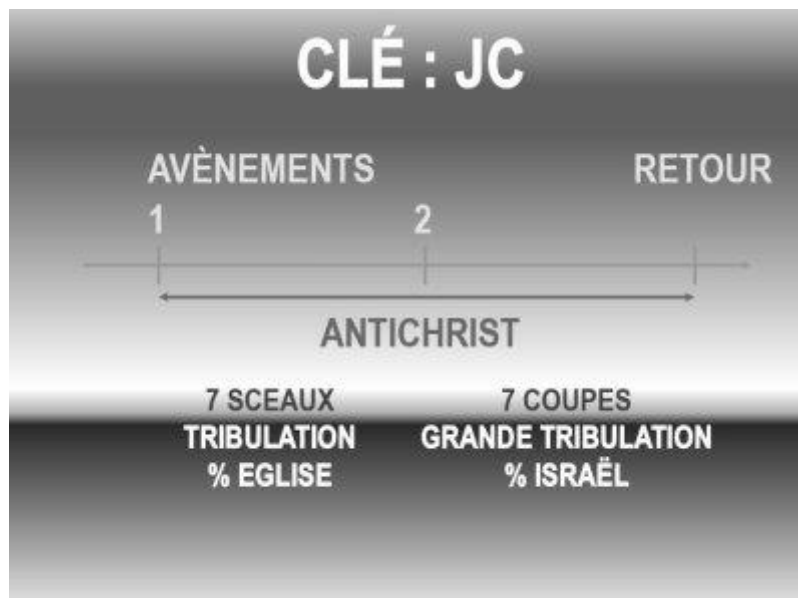 CLÉ : JC
AVÈNEMENTS RETOUR
1 2
ANTICHRIST
7 SCEAUX 7 COUPES
TRIBULATION GRANDE TRIBULATION
% EGLISE % ISRAËL